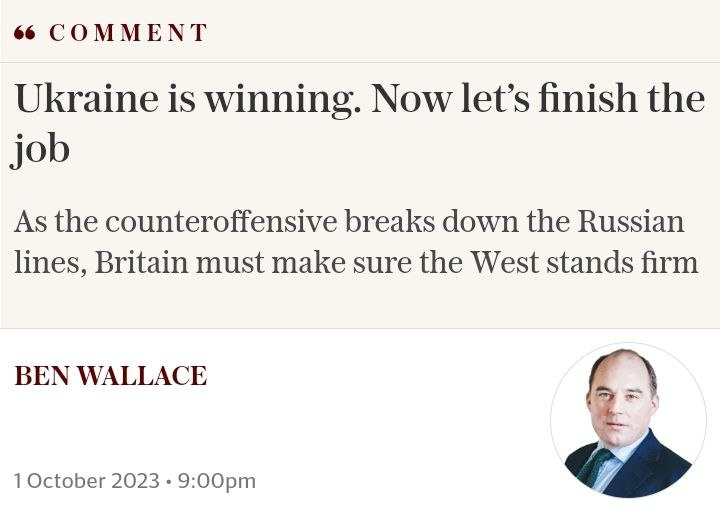 ❝ COMMENT
Ukraine is winning. Now let’s finish the
job
As the counteroffensive breaks down the Russian
lines, Britain must make sure the West stands firm
BEN WALLACE
1 October 2023 • 9:00pm